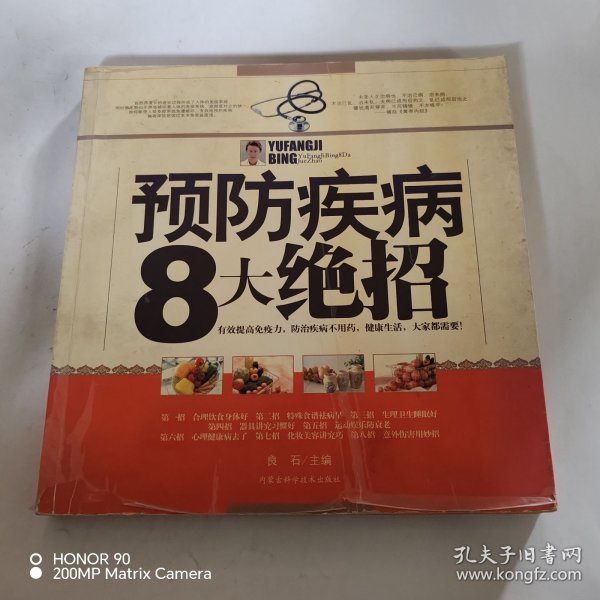 YUFANGJI
BING
YuFangJiBing8Da
JueZhao
预防疾病
8大绝招
有效提高免疫力，防治疾病不用药，健康生活，大家都需要！
第一招 合理饮食身体好 第二招 特殊食谱祛病早 第三招 生理卫生睡眠好
第四招 器具讲究习惯好 第五招 运动娱乐防衰老
第六招 心理健康病去了 第七招 化妆美容讲究巧 第八招 意外伤害用妙招
良 石/主编
内蒙古科学技术出版社
HONOR 90
200MP Matrix Camera
孔夫子旧书网
www.kongfz.com